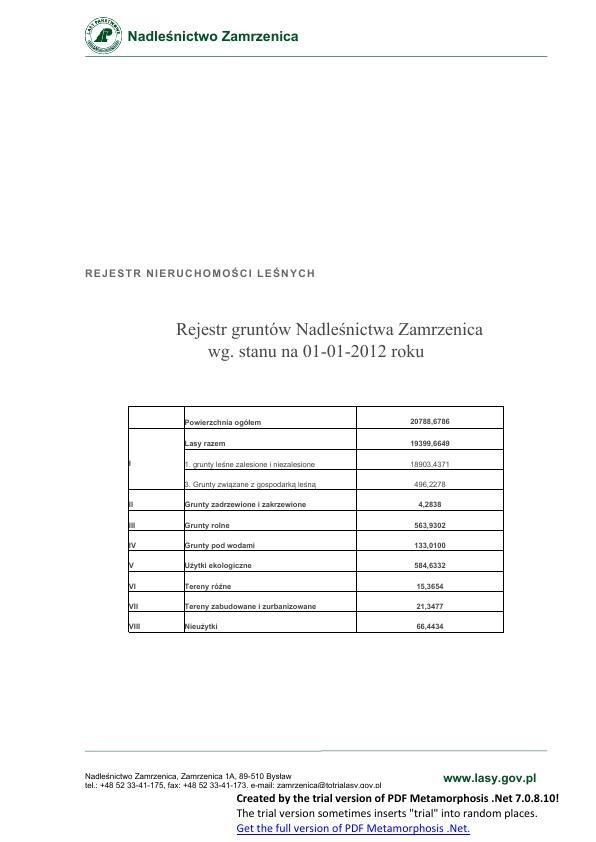 Nadleśnictwo Zamrzenica
REJESTR NIERUCHOMOŚCI LEŚNYCH
Rejestr gruntów Nadleśnictwa Zamrzenica
wg. stanu na 01-01-2012 roku
Powierzchnia ogółem 20788,6786
I Lasy razem 19399,6649
1. grunty leśne zalesione i niezalesione 18903,4371
3. Grunty związane z gospodarką leśną 496,2278
II Grunty zadrzewione i zakrzewione 4,2838
III Grunty rolne 563,9302
IV Grunty pod wodami 133,0100
V Użytki ekologiczne 584,6332
VI Tereny różne 15,3654
VII Tereny zabudowane i zurbanizowane 21,3477
VIII Nieużytki 66,4434
Nadleśnictwo Zamrzenica, Zamrzenica 1A, 89-510 Bysław
www.lasy.gov.pl
tel.: +48 52 33-41-175, fax: +48 52 33-41-173, e-mail: zamrzenica@totrialasy.gov.pl
Created by the trial version of PDF Metamorphosis .Net 7.0.8.10!
The trial version sometimes inserts "trial" into random places.
Get the full version of PDF Metamorphosis .Net.